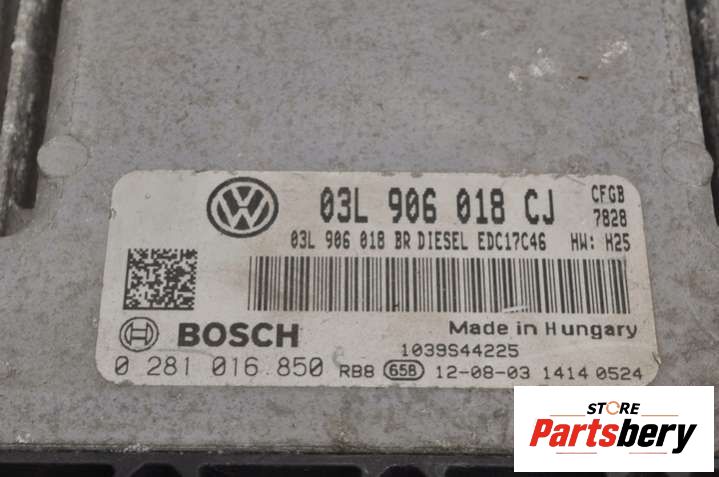 03L 906 018 CJ CFGB
7828
03L 906 018 BR DIESEL EDC17C46 HW: H25
BOSCH
Made in Hungary
1039S44225
0 281 016 850 RB8 658 12-08-03 1414 0524
STORE
Partsbery